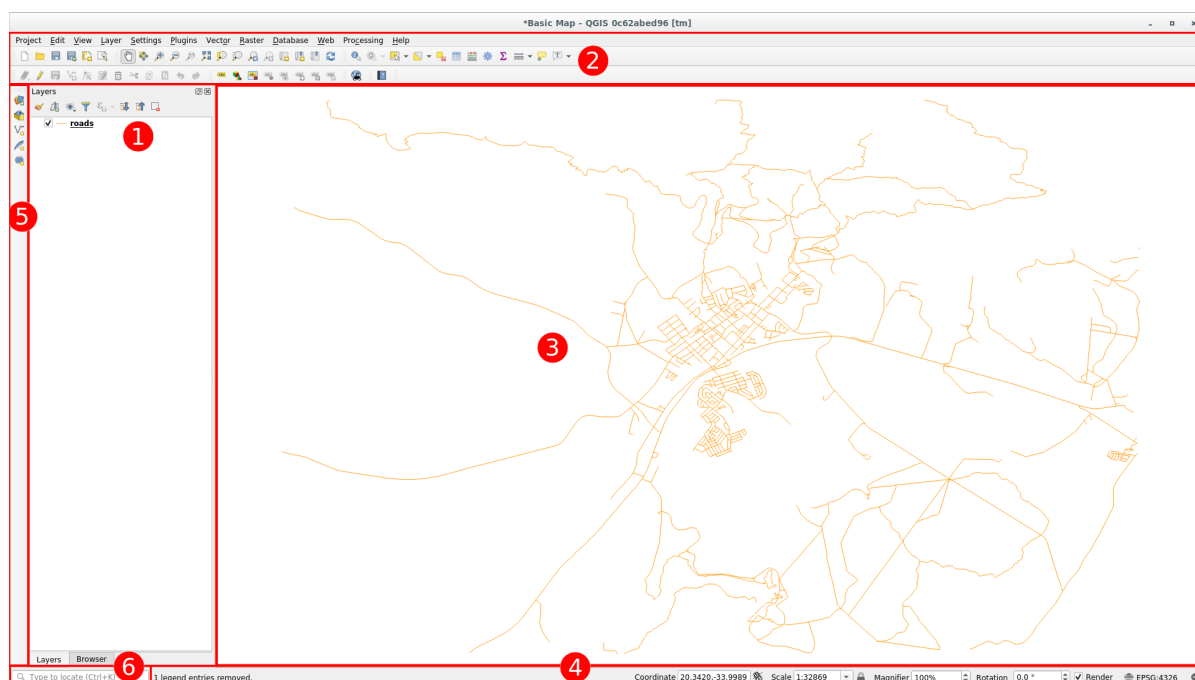 *Basic Map - QGIS 0c62abed96 [tm]
Project Edit View Layer Settings Plugins Vector Raster Database Web Processing Help
2
Layers
1
roads
5
3
Layers Browser
6
4
Type to locate (Ctrl+K) 1 legend entries removed. Coordinate 20.3420,-33.9989 Scale 1:32869 Magnifier 100% Rotation 0.0 ° Render EPSG:4326